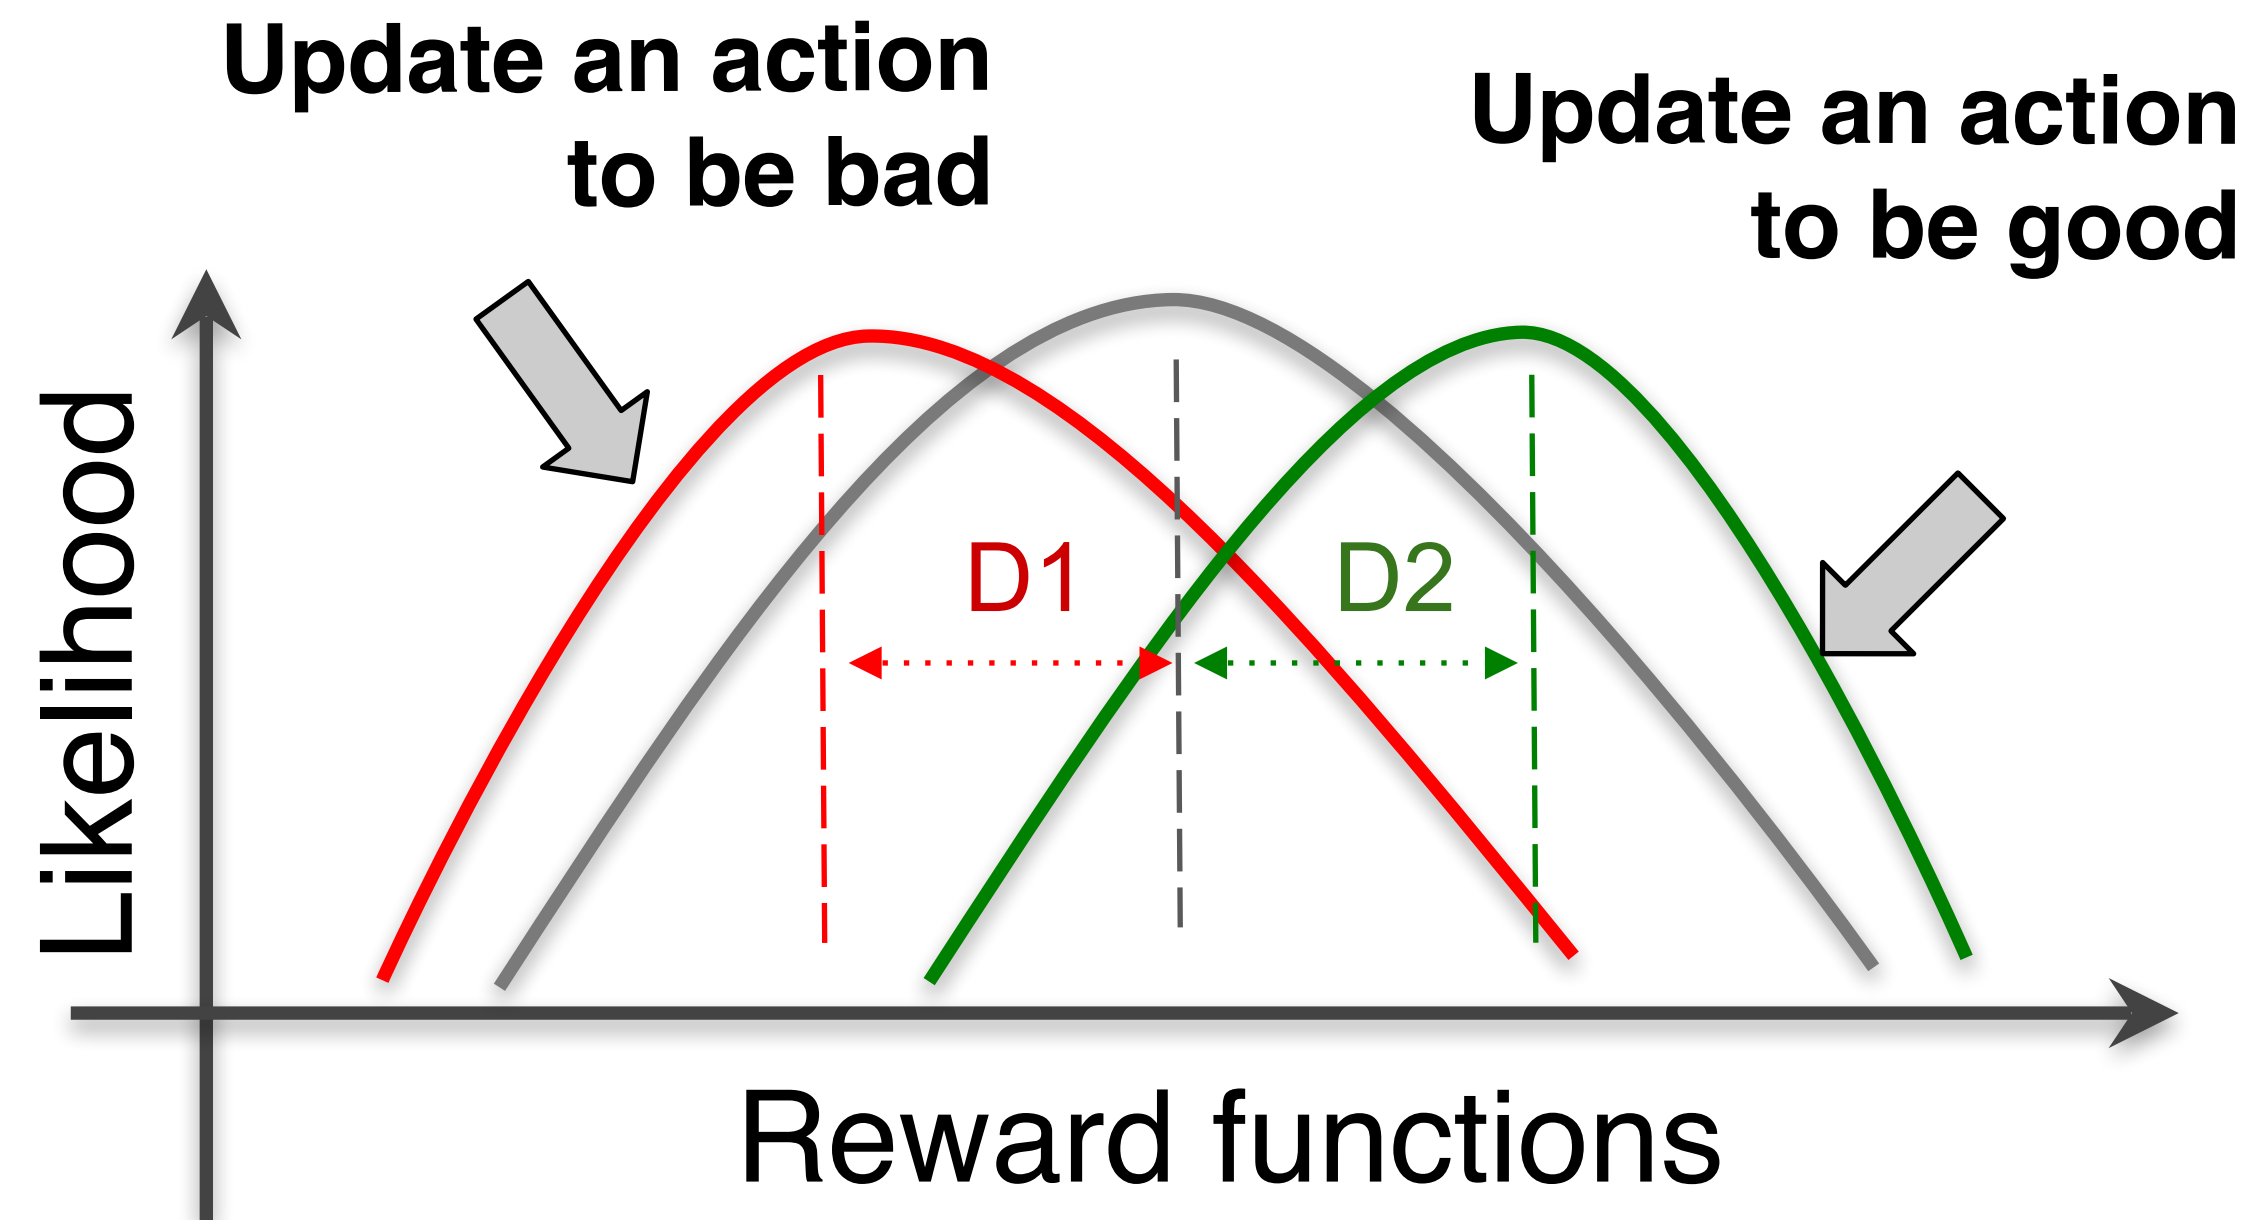 Update an action
to be bad
Update an action
to be good
Likelihood
D1
D2
Reward functions